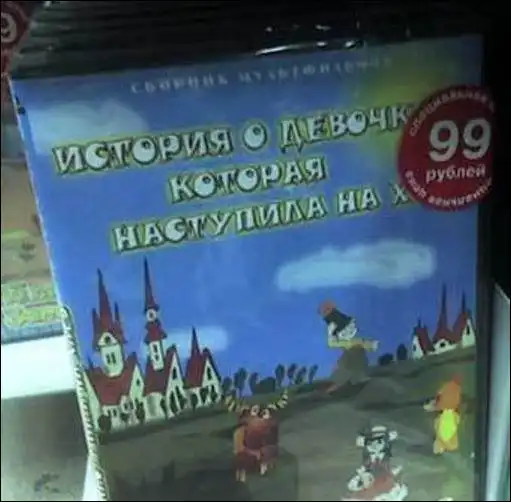 СБОРНИК МУЛЬТФИЛЬМОВ
ИСТОРИЯ О ДЕВОЧК
КОТОРАЯ
НАСТУПИЛА НА Х
99
рублей